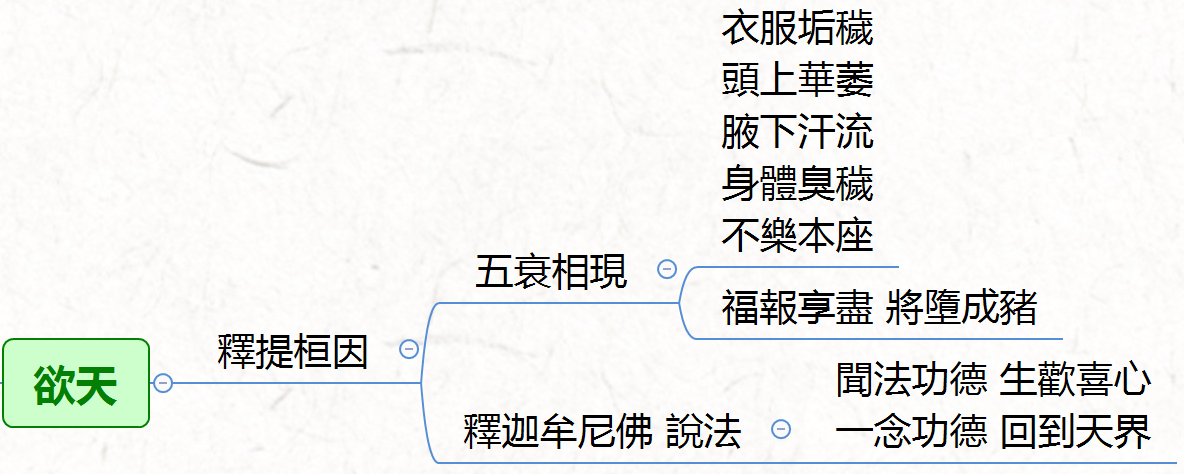 衣服垢穢
頭上華萎
腋下汗流
身體臭穢
不樂本座
五衰相現
福報享盡 將墮成豬
釋提桓因
欲天
聞法功德 生歡喜心
釋迦牟尼佛 說法
一念功德 回到天界